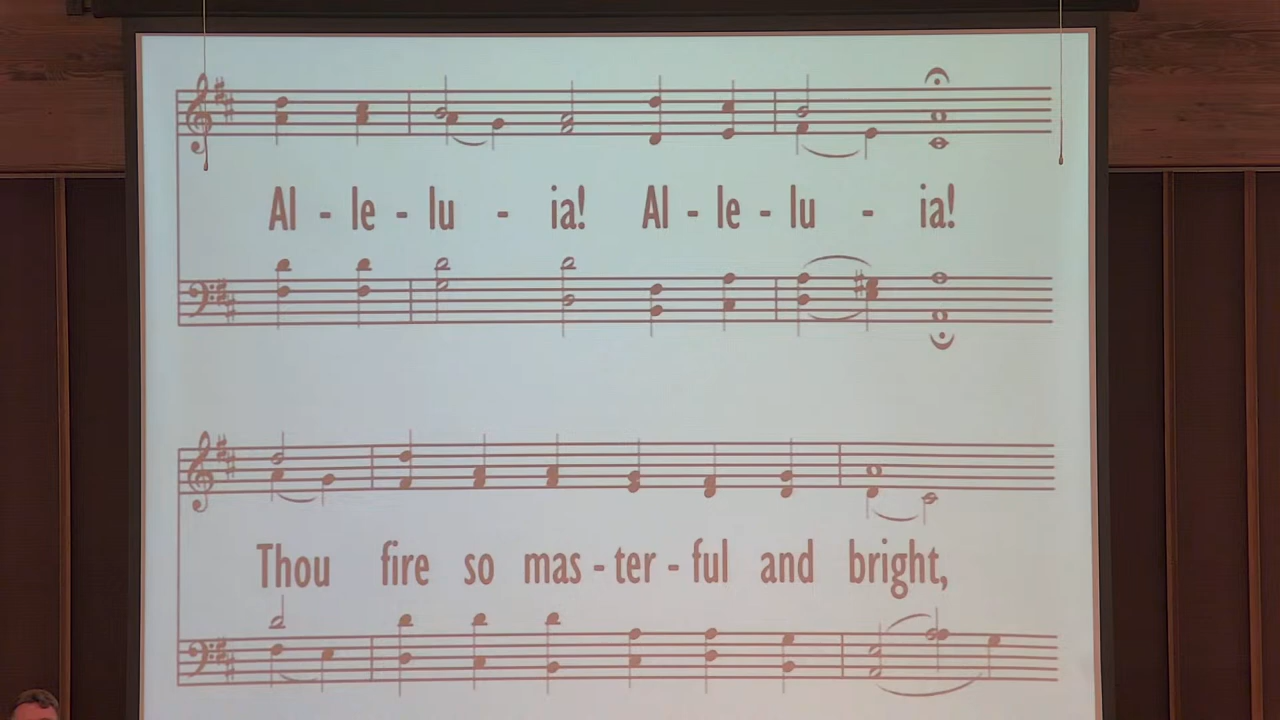 Al - le - lu - ia! Al - le - lu - ia!
Thou fire so mas - ter - ful and bright,